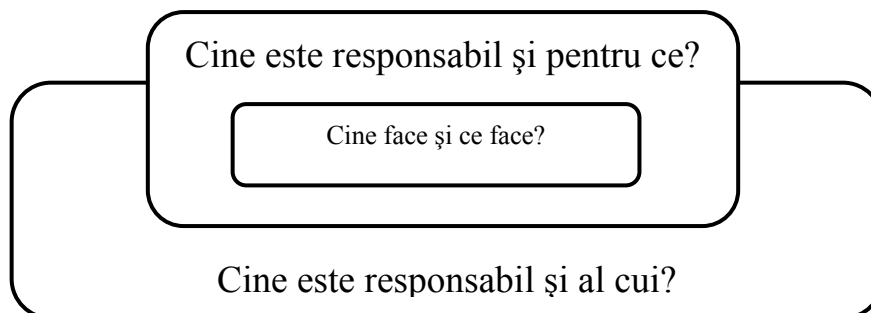 Cine este responsabil şi pentru ce?
Cine face şi ce face?
Cine este responsabil şi al cui?